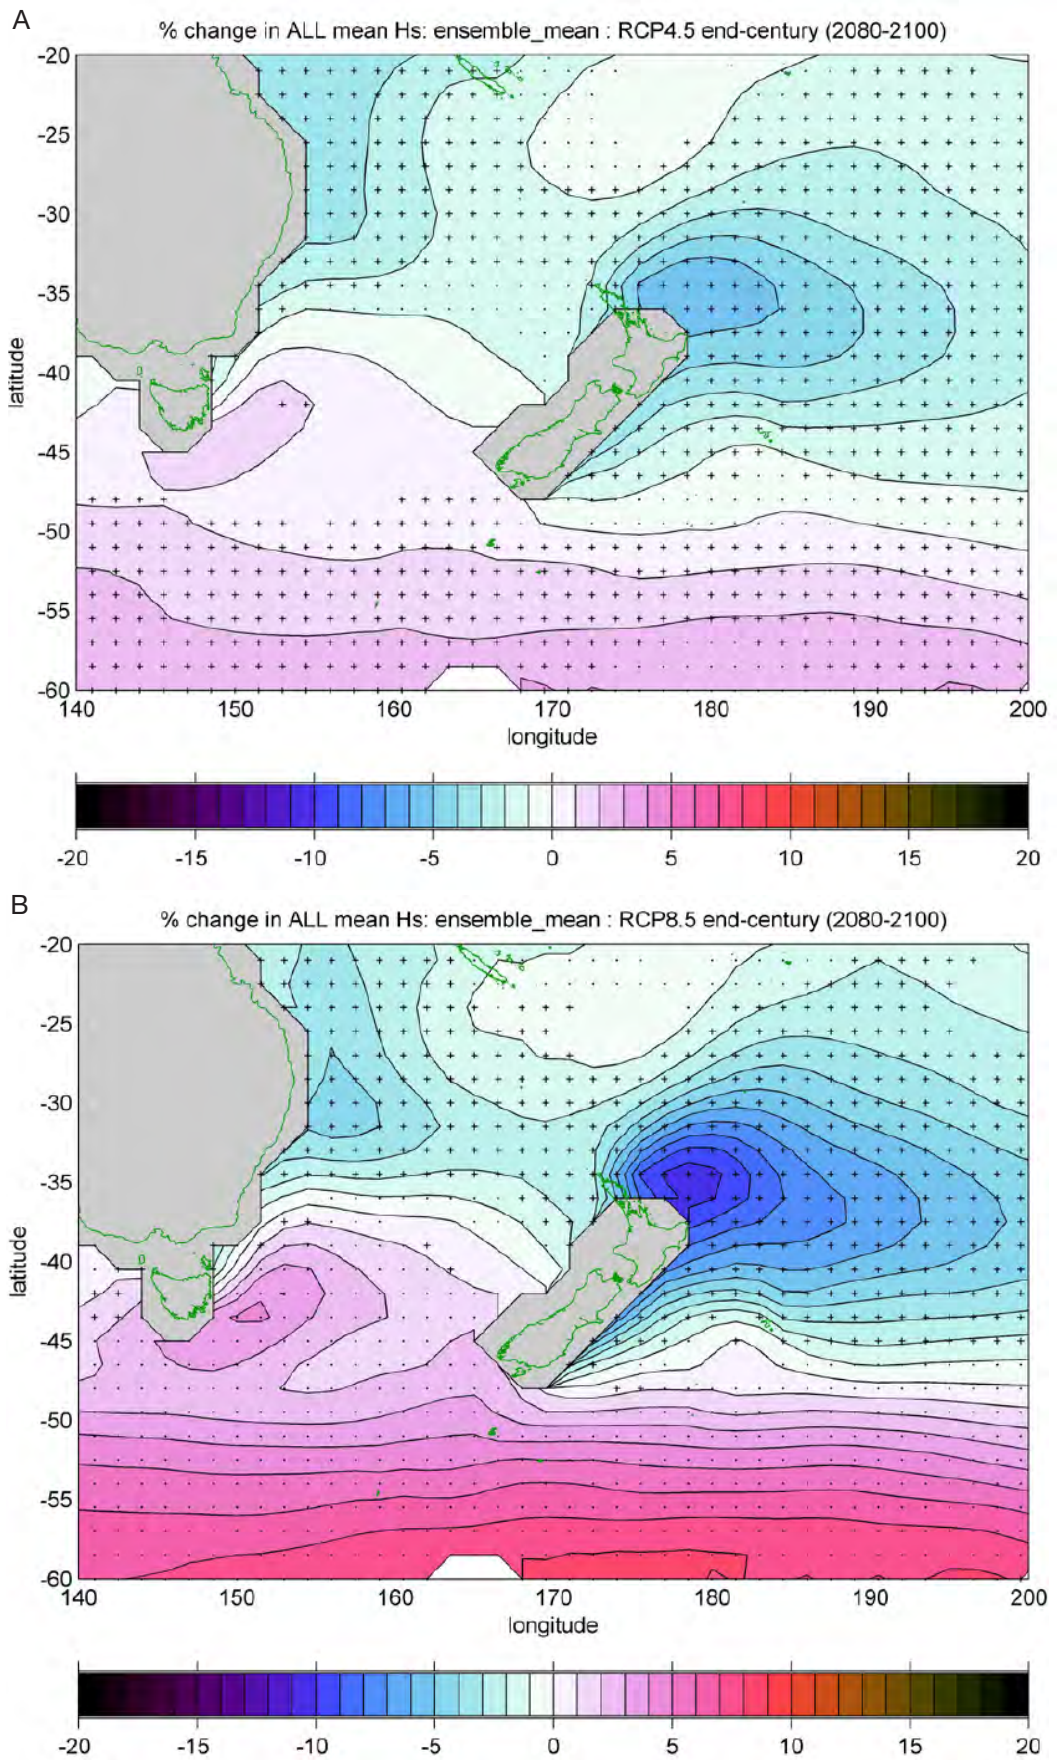 A
% change in ALL mean Hs: ensemble_mean : RCP4.5 end-century (2080-2100)
-20
-25
-30
-35
-40
-45
-50
-55
-60
latitude
140 150 160 170 180 190 200
longitude
-20 -15 -10 -5 0 5 10 15 20
B
% change in ALL mean Hs: ensemble_mean : RCP8.5 end-century (2080-2100)
-20
-25
-30
-35
-40
-45
-50
-55
-60
latitude
140 150 160 170 180 190 200
longitude
-20 -15 -10 -5 0 5 10 15 20